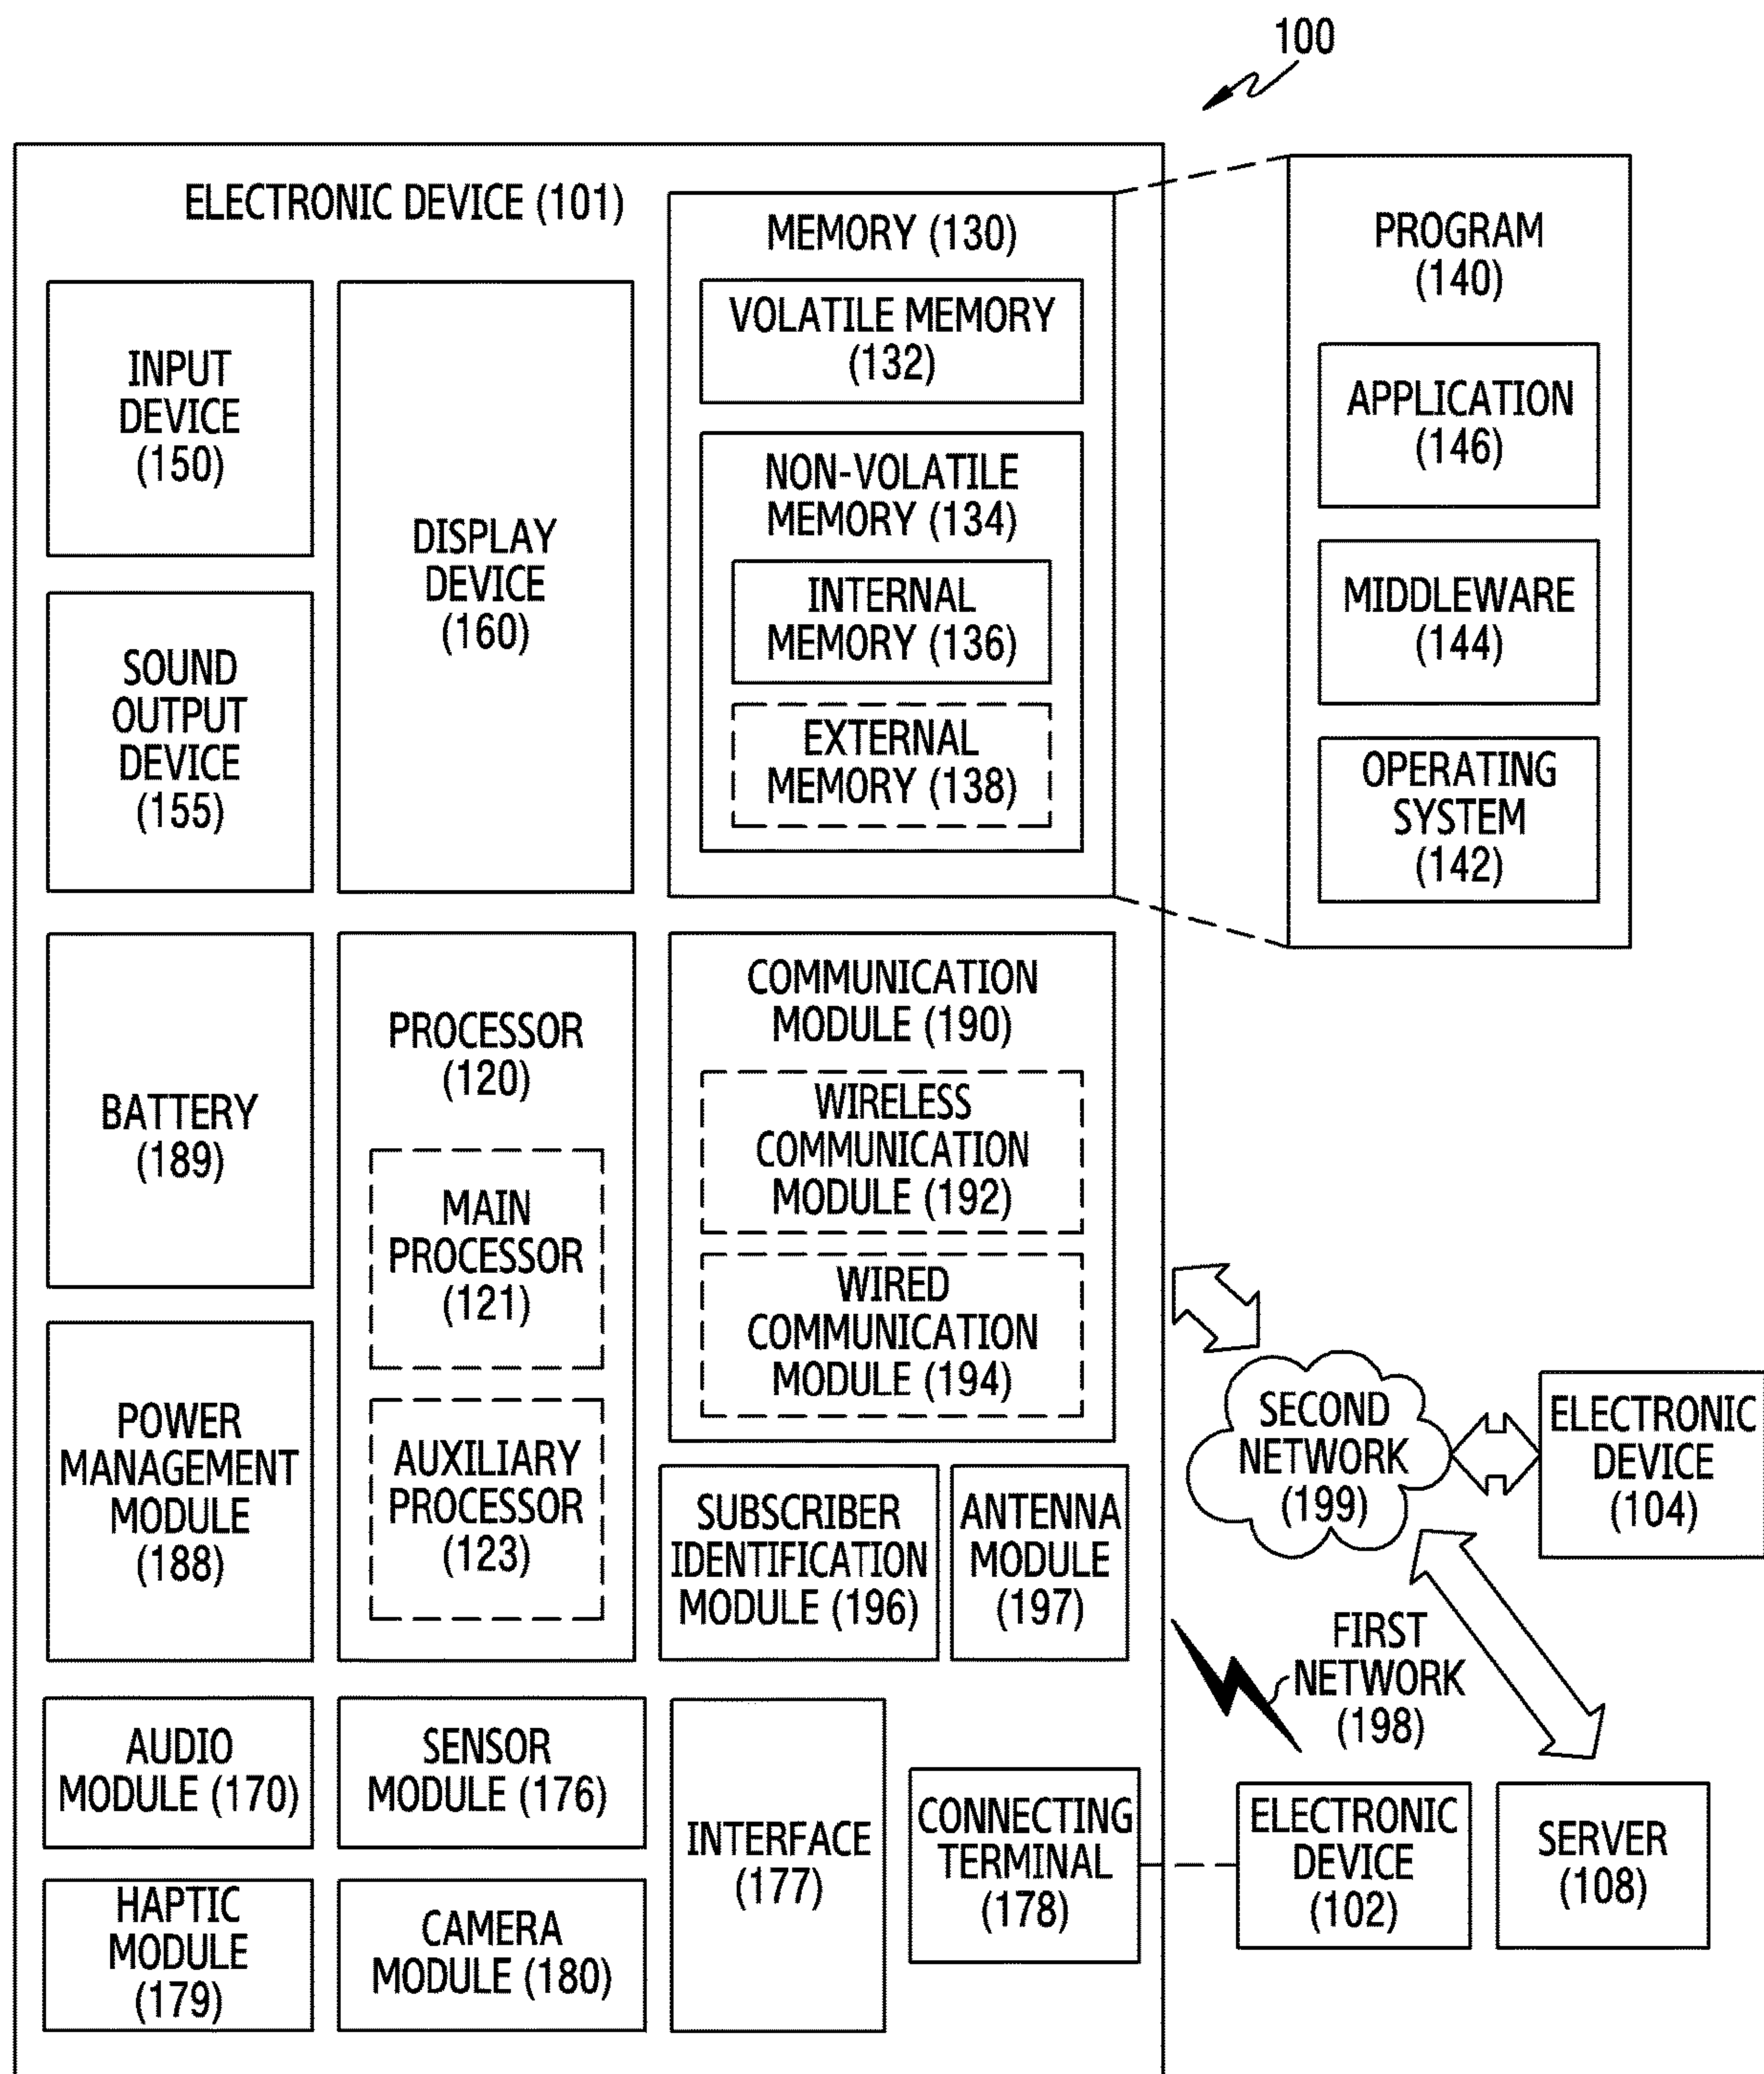 100
ELECTRONIC DEVICE (101)
INPUT
DEVICE
(150)
SOUND
OUTPUT
DEVICE
(155)
DISPLAY
DEVICE
(160)
MEMORY (130)
VOLATILE MEMORY
(132)
NON-VOLATILE
MEMORY (134)
INTERNAL
MEMORY (136)
EXTERNAL
MEMORY (138)
PROGRAM
(140)
APPLICATION
(146)
MIDDLEWARE
(144)
OPERATING
SYSTEM
(142)
BATTERY
(189)
POWER
MANAGEMENT
MODULE
(188)
PROCESSOR
(120)
MAIN
PROCESSOR
(121)
AUXILIARY
PROCESSOR
(123)
COMMUNICATION
MODULE (190)
WIRELESS
COMMUNICATION
MODULE (192)
WIRED
COMMUNICATION
MODULE (194)
SUBSCRIBER
IDENTIFICATION
MODULE (196)
ANTENNA
MODULE
(197)
SECOND
NETWORK
(199)
ELECTRONIC
DEVICE
(104)
FIRST
NETWORK
(198)
AUDIO
MODULE (170)
SENSOR
MODULE (176)
INTERFACE
(177)
CONNECTING
TERMINAL
(178)
ELECTRONIC
DEVICE
(102)
SERVER
(108)
HAPTIC
MODULE
(179)
CAMERA
MODULE (180)